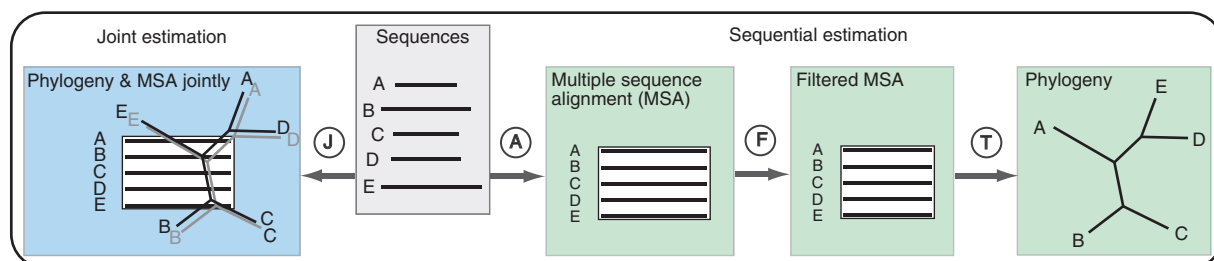 Joint estimation
Sequences
Sequential estimation
Phylogeny & MSA jointly
A
A
E
E
D
D
A
B
C
D
E
B
B
C
C
J
A
B
C
D
E
A
Multiple sequence
alignment (MSA)
A
B
C
D
E
F
Filtered MSA
A
B
C
D
E
T
Phylogeny
E
A
D
B
C